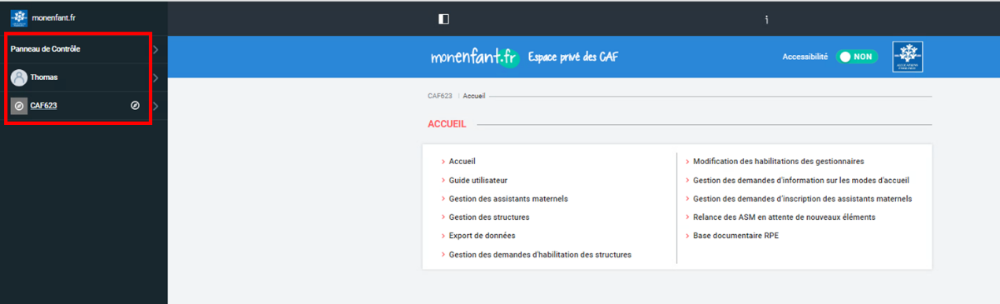 monenfant.fr
Panneau de Contrôle
Thomas
CAF623
monenfant.fr Espace privé des CAF
Accessibilité NON
CAF623 | Accueil
ACCUEIL
Accueil
Guide utilisateur
Gestion des assistants maternels
Gestion des structures
Export de données
Gestion des demandes d'habilitation des structures
Modification des habilitations des gestionnaires
Gestion des demandes d'information sur les modes d'accueil
Gestion des demandes d'inscription des assistants maternels
Relance des ASM en attente de nouveaux éléments
Base documentaire RPE